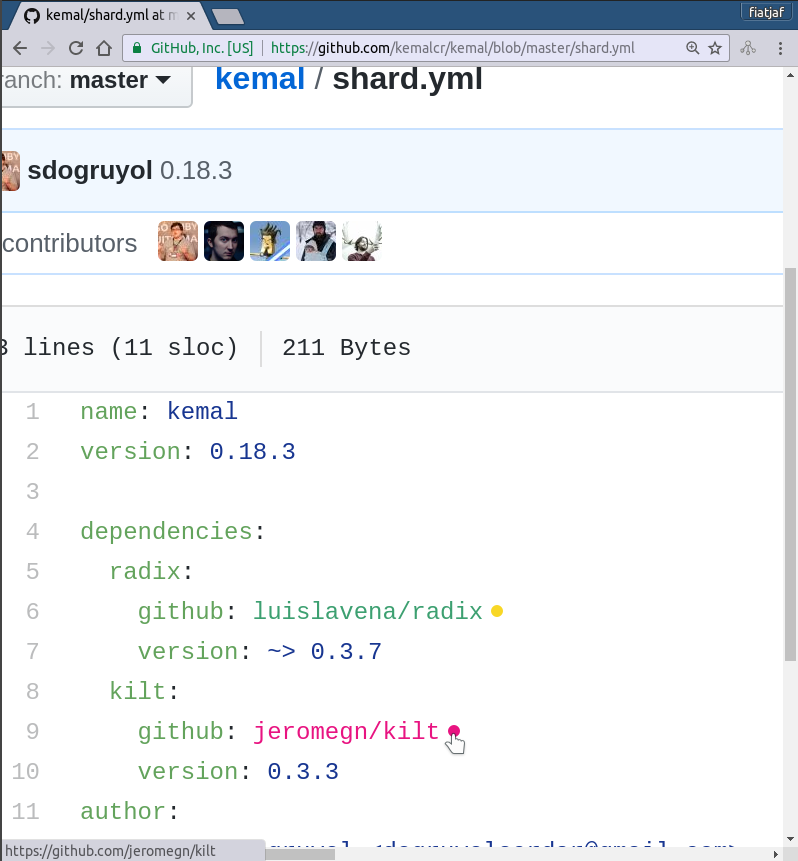 kemal/shard.yml at m
fiatjaf
GitHub, Inc. [US] https://github.com/kemalcr/kemal/blob/master/shard.yml
ranch: master
kemal / shard.yml
sdogruyol 0.18.3
contributors
3 lines (11 sloc) 211 Bytes
1 name: kemal
2 version: 0.18.3
3
4 dependencies:
5 radix:
6 github: luislavena/radix
7 version: ~> 0.3.7
8 kilt:
9 github: jeromegn/kilt
10 version: 0.3.3
11 author:
https://github.com/jeromegn/kilt